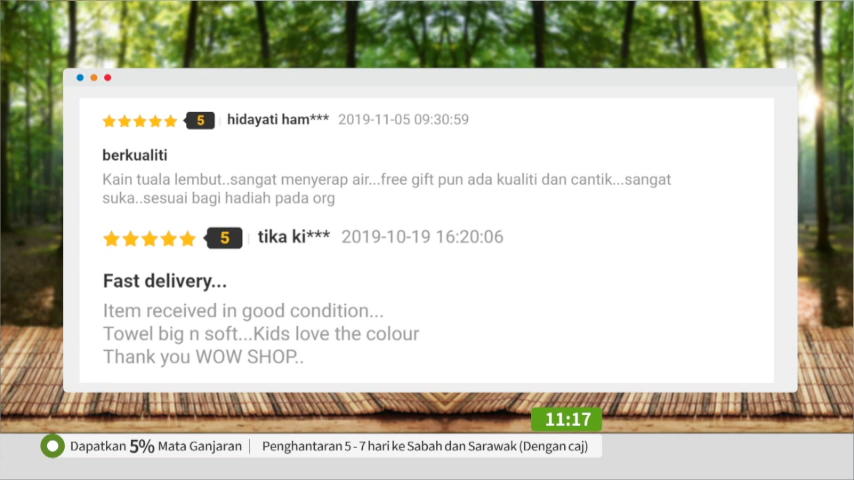 5 hidayati ham*** 2019-11-05 09:30:59
berkualiti
Kain tuala lembut..sangat menyerap air...free gift pun ada kualiti dan cantik...sangat
suka..sesuai bagi hadiah pada org
5 tika ki*** 2019-10-19 16:20:06
Fast delivery...
Item received in good condition...
Towel big n soft...Kids love the colour
Thank you WOW SHOP..
11:17
Dapatkan 5% Mata Ganjaran | Penghantaran 5 - 7 hari ke Sabah dan Sarawak (Dengan caj)